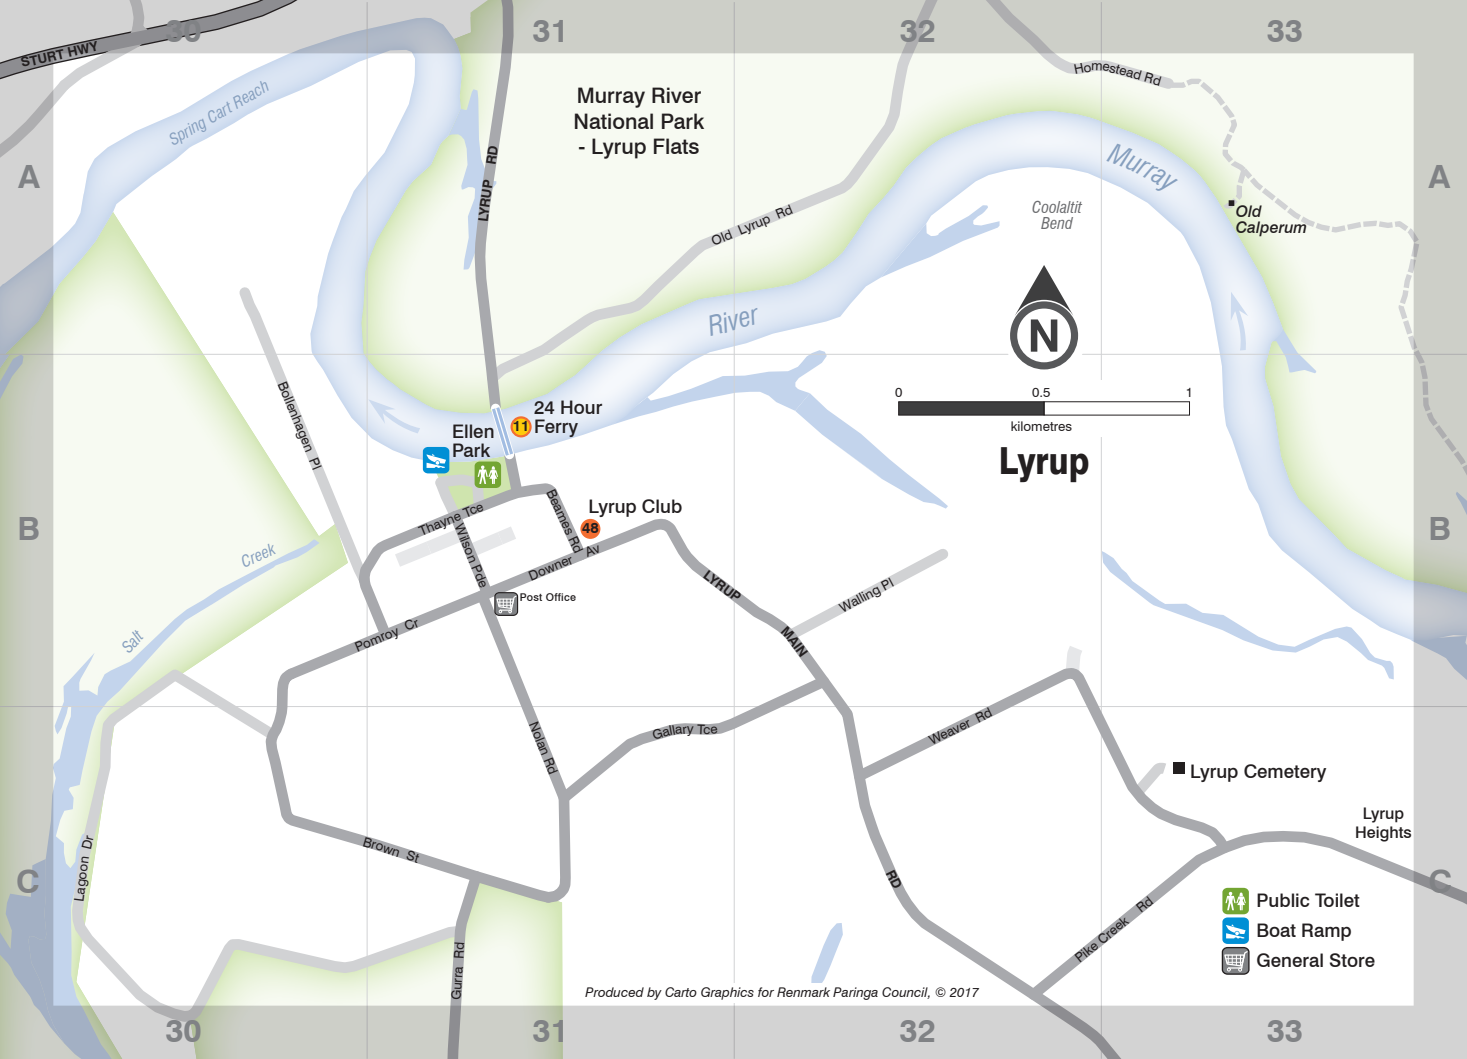 30
31
32
33
STURT HWY
Homestead Rd
Spring Cart Reach
Murray River
National Park
- Lyrup Flats
LYRUP RD
A
A
Murray
Old Lyrup Rd
Coolaltit
Bend
Old
Calperum
River
N
0
0.5
1
kilometres
Lyrup
Bollenhagen Pl
24 Hour
Ferry
11
Ellen
Park
Thayne Tce
Beames Rd
Lyrup Club
48
Wilson Pde
Downer Av
B
B
Creek
Salt
Post Office
Pomroy Cr
LYRUP
MAIN
RD
Walling Pl
Nolan Rd
Gallary Tce
Weaver Rd
Lyrup Cemetery
Lyrup
Heights
Brown St
Lagoon Dr
C
C
Gurra Rd
Pike Creek Rd
Public Toilet
Boat Ramp
General Store
Produced by Carto Graphics for Renmark Paringa Council, © 2017
30
31
32
33